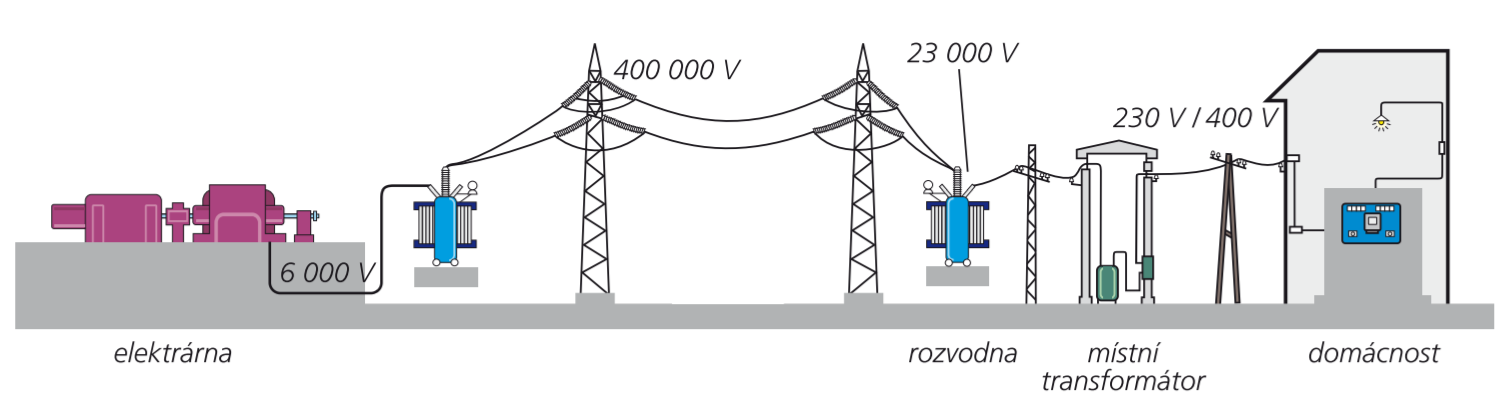 400 000 V
23 000 V
230 V / 400 V
6 000 V
elektrárna
rozvodna
místní
transformátor
domácnost